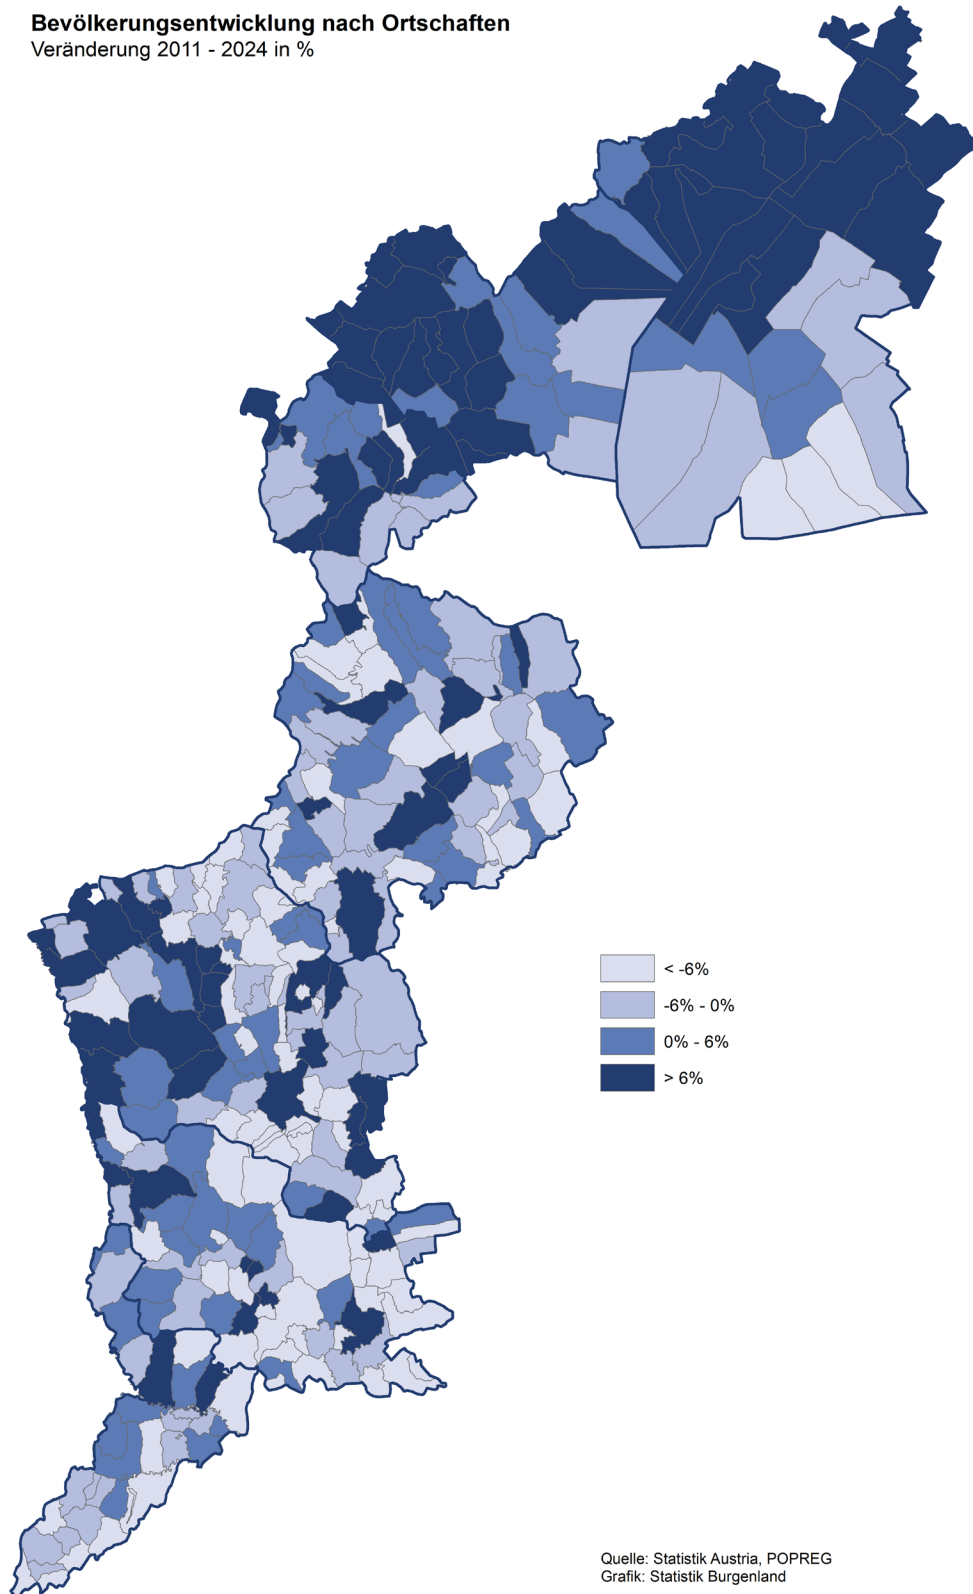 Bevölkerungsentwicklung nach Ortschaften
Veränderung 2011 - 2024 in %
< -6%
-6% - 0%
0% - 6%
> 6%
Quelle: Statistik Austria, POPREG
Grafik: Statistik Burgenland